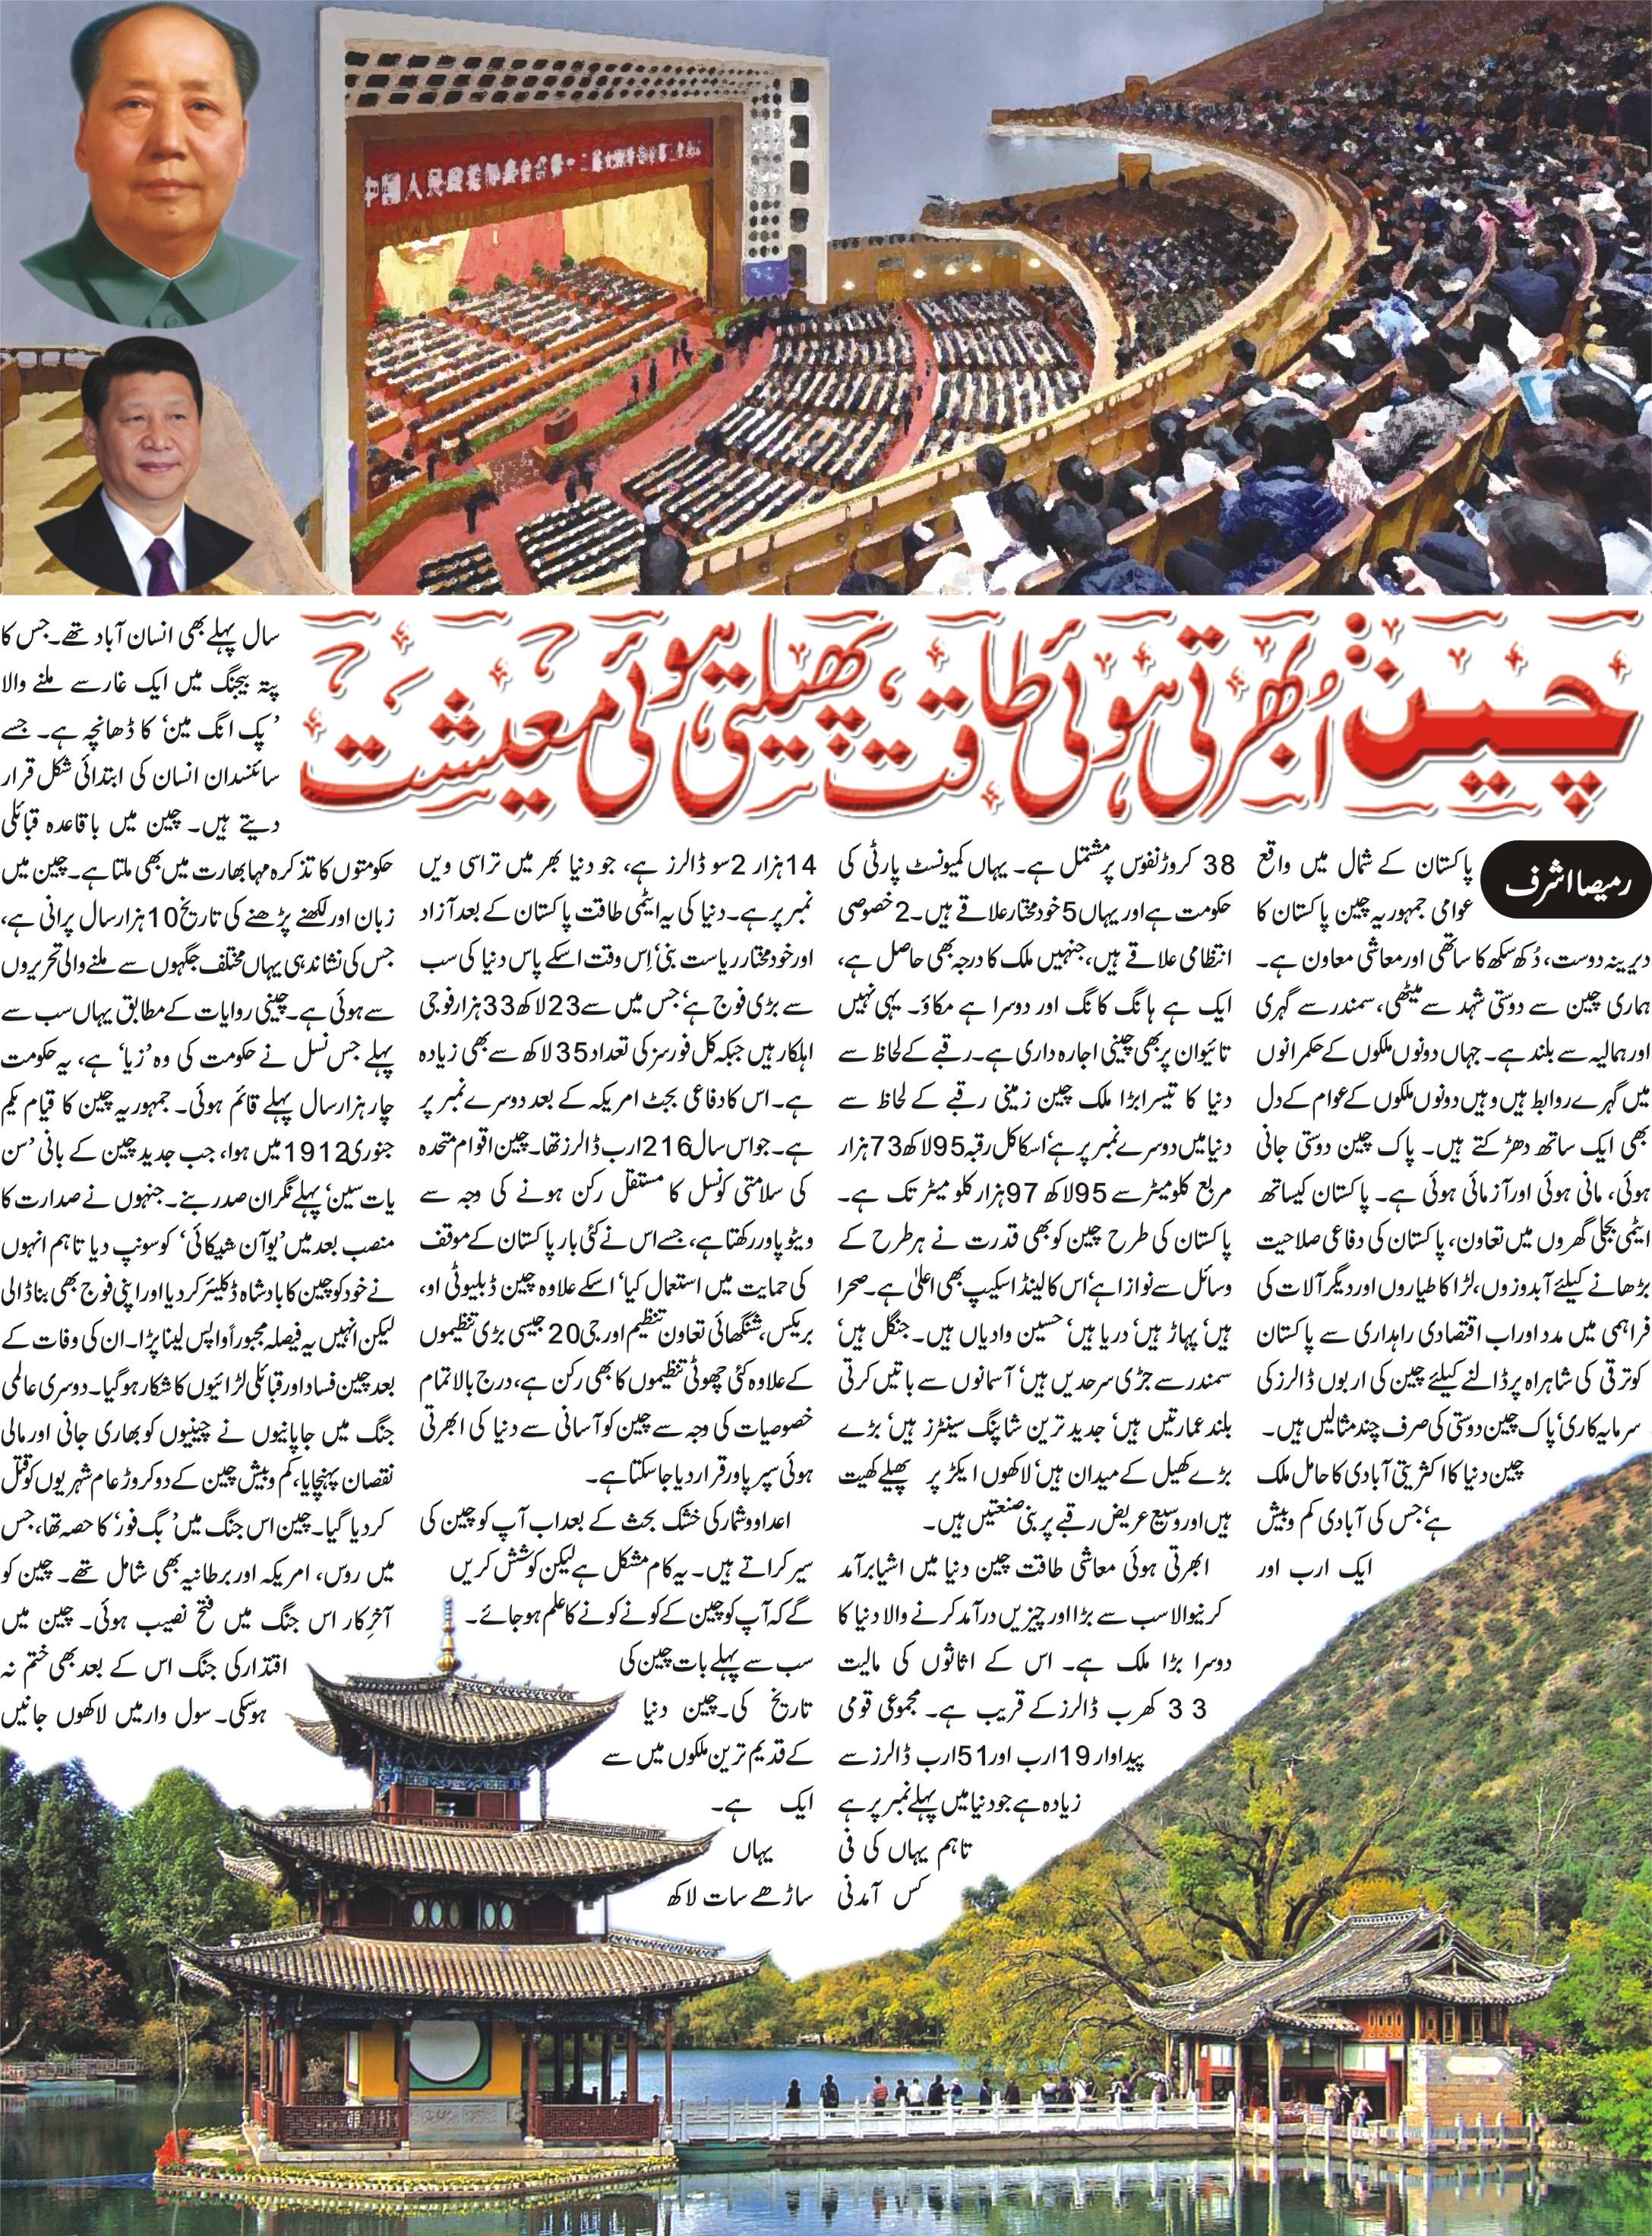 中国人民政治协商会议第十二届
چین: اُبھرتی ہوئی طاقت، پھیلتی ہوئی معیشت
رمیصا اشرف
پاکستان کے شمال میں واقع
عوامی جمہوریہ چین پاکستان کا
دیرینہ دوست، دُکھ سکھ کا ساتھی اور معاشی معاون ہے۔
ہماری چین سے دوستی شہد سے میٹھی، سمندر سے گہری
اور ہمالیہ سے بلند ہے۔ جہاں دونوں ملکوں کے حکمرانوں
میں گہرے روابط ہیں وہیں دونوں ملکوں کے عوام کے دل
بھی ایک ساتھ دھڑکتے ہیں۔ پاک چین دوستی جانی
ہوئی، مانی ہوئی اور آزمائی ہوئی ہے۔ پاکستان کیساتھ
ایٹمی بجلی گھروں میں تعاون، پاکستان کی دفاعی صلاحیت
بڑھانے کیلئے آبدوزوں، لڑاکا طیاروں اور دیگر آلات کی
فراہمی میں مدد اور اب اقتصادی راہداری سے پاکستان
کو ترقی کی شاہراہ پر ڈالنے کیلئے چین کی اربوں ڈالرز کی
سرمایہ کاری‘ پاک چین دوستی کی صرف چند مثالیں ہیں۔
چین دنیا کا اکثریتی آبادی کا حامل ملک
ہے‘ جس کی آبادی کم و بیش
ایک ارب اور
38 کروڑ نفوس پر مشتمل ہے۔ یہاں کمیونسٹ پارٹی کی
حکومت ہے اور یہاں 5 خودمختار علاقے ہیں۔ 2 خصوصی
انتظامی علاقے ہیں، جنہیں ملک کا درجہ بھی حاصل ہے،
ایک ہے ہانگ کانگ اور دوسرا ہے مکاؤ۔ یہی نہیں
تائیوان پر بھی چینی اجارہ داری ہے۔ رقبے کے لحاظ سے
دنیا کا تیسرا بڑا ملک چین زمینی رقبے کے لحاظ سے
دنیا میں دوسرے نمبر پر ہے‘ اسکا کل رقبہ 95 لاکھ 73 ہزار
مربع کلومیٹر سے 95 لاکھ 97 ہزار کلومیٹر تک ہے۔
پاکستان کی طرح چین کو بھی قدرت نے ہر طرح کے
وسائل سے نوازا ہے‘ اس کا لینڈ اسکیپ بھی اعلیٰ ہے۔ صحرا
ہیں‘ پہاڑ ہیں‘ دریا ہیں‘ حسین وادیاں ہیں۔ جنگل ہیں‘
سمندر سے جڑی سرحدیں ہیں‘ آسمانوں سے باتیں کرتی
بلند عمارتیں ہیں‘ جدید ترین شاپنگ سینٹرز ہیں‘ بڑے
بڑے کھیل کے میدان ہیں‘ لاکھوں ایکڑ پر پھیلے کھیت
ہیں اور وسیع عریض رقبے پر بنی صنعتیں ہیں۔
ابھرتی ہوئی معاشی طاقت چین دنیا میں اشیا برآمد
کرنیوالا سب سے بڑا اور چیزیں درآمد کرنے والا دنیا کا
دوسرا بڑا ملک ہے۔ اس کے اثاثوں کی مالیت
33 کھرب ڈالرز کے قریب ہے۔ مجموعی قومی
پیداوار 19 ارب اور 51 ارب ڈالرز سے
زیادہ ہے جو دنیا میں پہلے نمبر پر ہے
تاہم یہاں کی فی
کس آمدنی
14 ہزار 2 سو ڈالرز ہے، جو دنیا بھر میں تراسی ویں
نمبر پر ہے۔ دنیا کی یہ ایٹمی طاقت پاکستان کے بعد آزاد
اور خودمختار ریاست بنی‘ اِس وقت اسکے پاس دنیا کی سب
سے بڑی فوج ہے‘ جس میں سے 23 لاکھ 33 ہزار فوجی
اہلکار ہیں جبکہ کل فورسز کی تعداد 35 لاکھ سے بھی زیادہ
ہے۔ اس کا دفاعی بجٹ امریکہ کے بعد دوسرے نمبر پر
ہے۔ جو اس سال 216 ارب ڈالرز تھا۔ چین اقوام متحدہ
کی سلامتی کونسل کا مستقل رکن ہونے کی وجہ سے
ویٹو پاور رکھتا ہے، جسے اس نے کئی بار پاکستان کے موقف
کی حمایت میں استعمال کیا‘ اسکے علاوہ چین ڈبلیو ٹی او،
بریکس، شنگھائی تعاون تنظیم اور جی 20 جیسی بڑی تنظیموں
کے علاوہ کئی چھوٹی تنظیموں کا بھی رکن ہے، درج بالا تمام
خصوصیات کی وجہ سے چین کو آسانی سے دنیا کی ابھرتی
ہوئی سپر پاور قرار دیا جاسکتا ہے۔
اعداد و شمار کی خشک بحث کے بعد اب آپ کو چین کی
سیر کراتے ہیں۔ یہ کام مشکل ہے لیکن کوشش کریں
گے کہ آپ کو چین کے کونے کونے کا علم ہوجائے۔
سب سے پہلے بات چین کی
تاریخ کی۔ چین دنیا
کے قدیم ترین ملکوں میں سے
ایک ہے۔
یہاں
ساڑھے سات لاکھ
سال پہلے بھی انسان آباد تھے۔ جس کا
پتہ بیجنگ میں ایک غار سے ملنے والا
’پک انگ مین‘ کا ڈھانچہ ہے۔ جسے
سائنسدان انسان کی ابتدائی شکل قرار
دیتے ہیں۔ چین میں باقاعدہ قبائلی
حکومتوں کا تذکرہ مہابھارت میں بھی ملتا ہے۔ چین میں
زبان اور لکھنے پڑھنے کی تاریخ 10 ہزار سال پرانی ہے،
جس کی نشاندہی یہاں مختلف جگہوں سے ملنے والی تحریروں
سے ہوئی ہے۔ چینی روایات کے مطابق یہاں سب سے
پہلے جس نسل نے حکومت کی وہ ’زیا‘ ہے، یہ حکومت
چار ہزار سال پہلے قائم ہوئی۔ جمہوریہ چین کا قیام یکم
جنوری 1912 میں ہوا، جب جدید چین کے بانی ’سن
یات سین‘ پہلے نگران صدر بنے۔ جنہوں نے صدارت کا
منصب بعد میں ’یوآن شیکائی‘ کو سونپ دیا تاہم انہوں
نے خود کو چین کا بادشاہ ڈکلیئر کردیا اور اپنی فوج بھی بنا ڈالی
لیکن انہیں یہ فیصلہ مجبوراً واپس لینا پڑا۔ ان کی وفات کے
بعد چین فساد اور قبائلی لڑائیوں کا شکار ہوگیا۔ دوسری عالمی
جنگ میں جاپانیوں نے چینیوں کو بھاری جانی اور مالی
نقصان پہنچایا، کم و بیش چین کے دو کروڑ عام شہریوں کو قتل
کردیا گیا۔ چین اس جنگ میں ’بگ فور‘ کا حصہ تھا، جس
میں روس، امریکہ اور برطانیہ بھی شامل تھے۔ چین کو
آخرکار اس جنگ میں فتح نصیب ہوئی۔ چین میں
اقتدار کی جنگ اس کے بعد بھی ختم نہ
ہوسکی۔ سول وار میں لاکھوں جانیں